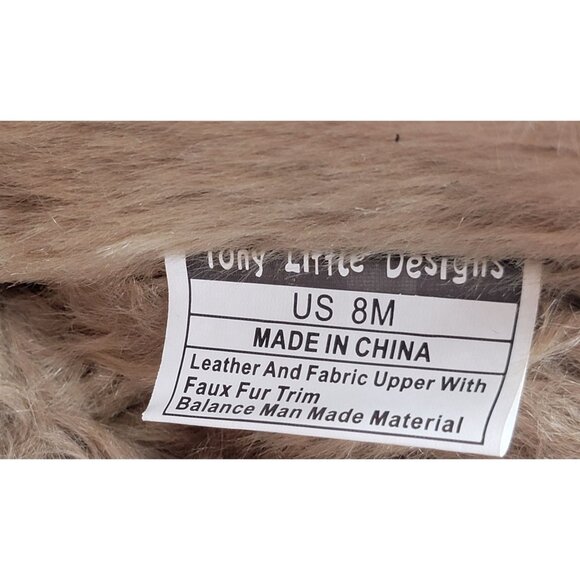 Tony Little Designs
US 8M
MADE IN CHINA
Leather And Fabric Upper With
Faux Fur Trim
Balance Man Made Material